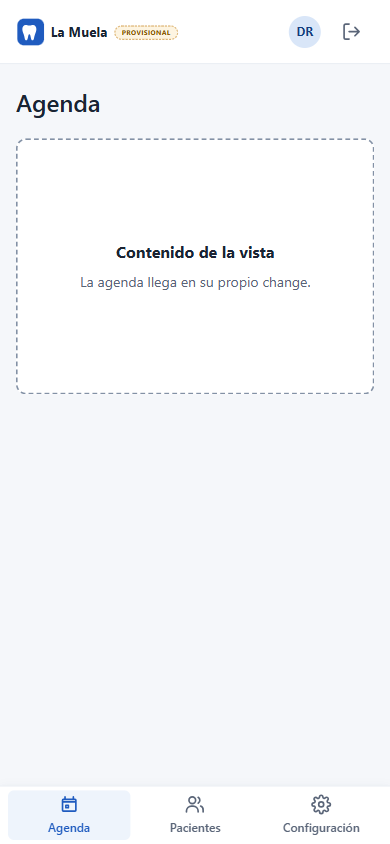 La Muela PROVISIONAL DR
Agenda
Contenido de la vista
La agenda llega en su propio change.
Agenda Pacientes Configuración